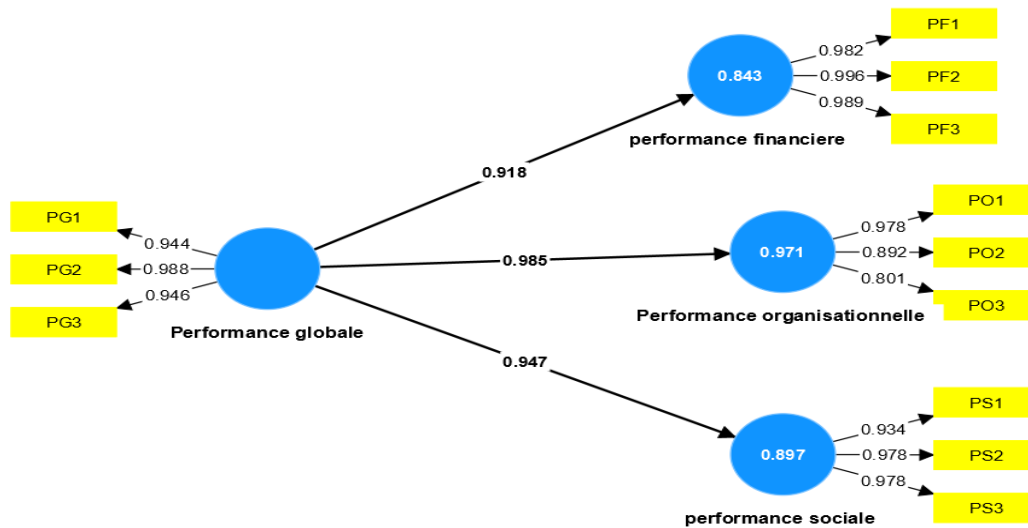 PF1
0.982
0.843
0.996
PF2
0.989
PF3
performance financiere
0.918
PG1
0.944
PG2
0.988
0.946
PG3
Performance globale
0.985
PO1
0.978
0.971
0.892
PO2
0.801
PO3
Performance organisationnelle
0.947
PS1
0.934
0.897
0.978
PS2
0.978
PS3
performance sociale